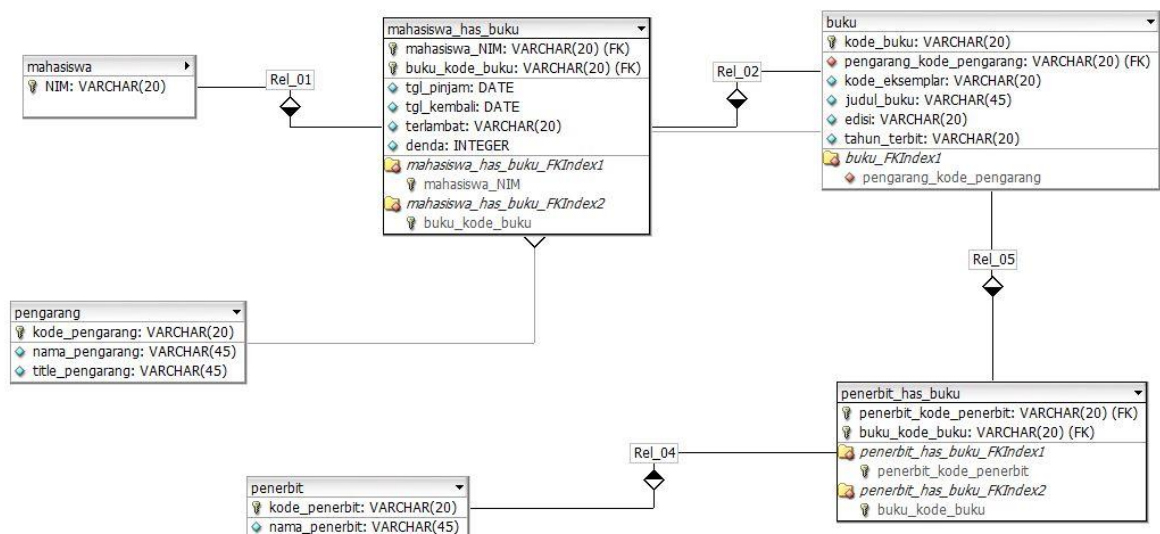 mahasiswa
NIM: VARCHAR(20)
Rel_01
mahasiswa_has_buku
mahasiswa_NIM: VARCHAR(20) (FK)
buku_kode_buku: VARCHAR(20) (FK)
tgl_pinjam: DATE
tgl_kembali: DATE
terlambat: VARCHAR(20)
denda: INTEGER
mahasiswa_has_buku_FKIndex1
mahasiswa_NIM
mahasiswa_has_buku_FKIndex2
buku_kode_buku
Rel_02
buku
kode_buku: VARCHAR(20)
pengarang_kode_pengarang: VARCHAR(20) (FK)
kode_eksemplar: VARCHAR(20)
judul_buku: VARCHAR(45)
edisi: VARCHAR(20)
tahun_terbit: VARCHAR(20)
buku_FKIndex1
pengarang_kode_pengarang
Rel_05
pengarang
kode_pengarang: VARCHAR(20)
nama_pengarang: VARCHAR(45)
title_pengarang: VARCHAR(45)
penerbit_has_buku
penerbit_kode_penerbit: VARCHAR(20) (FK)
buku_kode_buku: VARCHAR(20) (FK)
penerbit_has_buku_FKIndex1
penerbit_kode_penerbit
penerbit_has_buku_FKIndex2
buku_kode_buku
Rel_04
penerbit
kode_penerbit: VARCHAR(20)
nama_penerbit: VARCHAR(45)